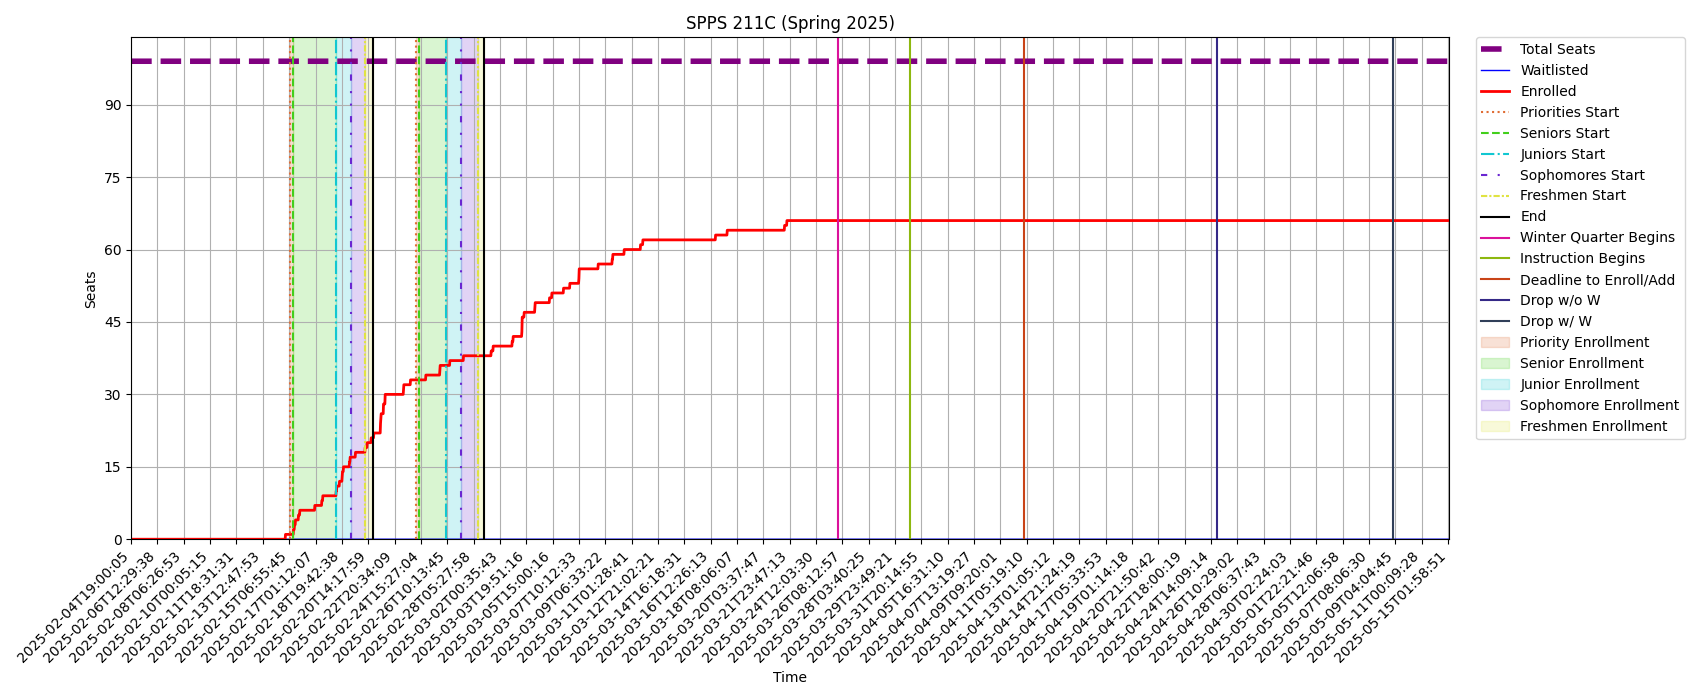 SPPS 211C (Spring 2025)
Seats
90
75
60
45
30
15
0
2025-02-04T19:00:05
2025-02-06T12:29:38
2025-02-08T06:26:53
2025-02-10T00:05:15
2025-02-11T18:31:31
2025-02-13T12:47:53
2025-02-15T06:55:45
2025-02-17T01:12:07
2025-02-18T19:42:38
2025-02-20T14:17:59
2025-02-22T20:34:09
2025-02-24T15:27:04
2025-02-26T10:13:45
2025-02-28T05:27:58
2025-03-02T00:35:43
2025-03-03T19:51:16
2025-03-05T15:00:16
2025-03-07T10:12:33
2025-03-09T06:33:22
2025-03-11T01:28:41
2025-03-12T21:02:21
2025-03-14T16:18:31
2025-03-16T12:26:13
2025-03-18T08:06:07
2025-03-20T03:37:47
2025-03-21T23:47:13
2025-03-24T12:03:30
2025-03-26T08:12:57
2025-03-28T03:40:25
2025-03-29T23:49:21
2025-03-31T20:14:55
2025-04-05T16:31:10
2025-04-07T13:19:27
2025-04-09T09:20:01
2025-04-11T05:19:10
2025-04-13T01:05:12
2025-04-14T21:24:19
2025-04-17T05:33:53
2025-04-19T01:14:18
2025-04-20T21:50:42
2025-04-22T18:00:19
2025-04-24T14:09:14
2025-04-26T10:29:02
2025-04-28T06:37:43
2025-04-30T02:24:03
2025-05-01T22:21:46
2025-05-05T12:06:58
2025-05-07T08:06:30
2025-05-09T04:04:45
2025-05-11T00:09:28
2025-05-15T01:58:51
Time
Total Seats
Waitlisted
Enrolled
Priorities Start
Seniors Start
Juniors Start
Sophomores Start
Freshmen Start
End
Winter Quarter Begins
Instruction Begins
Deadline to Enroll/Add
Drop w/o W
Drop w/ W
Priority Enrollment
Senior Enrollment
Junior Enrollment
Sophomore Enrollment
Freshmen Enrollment